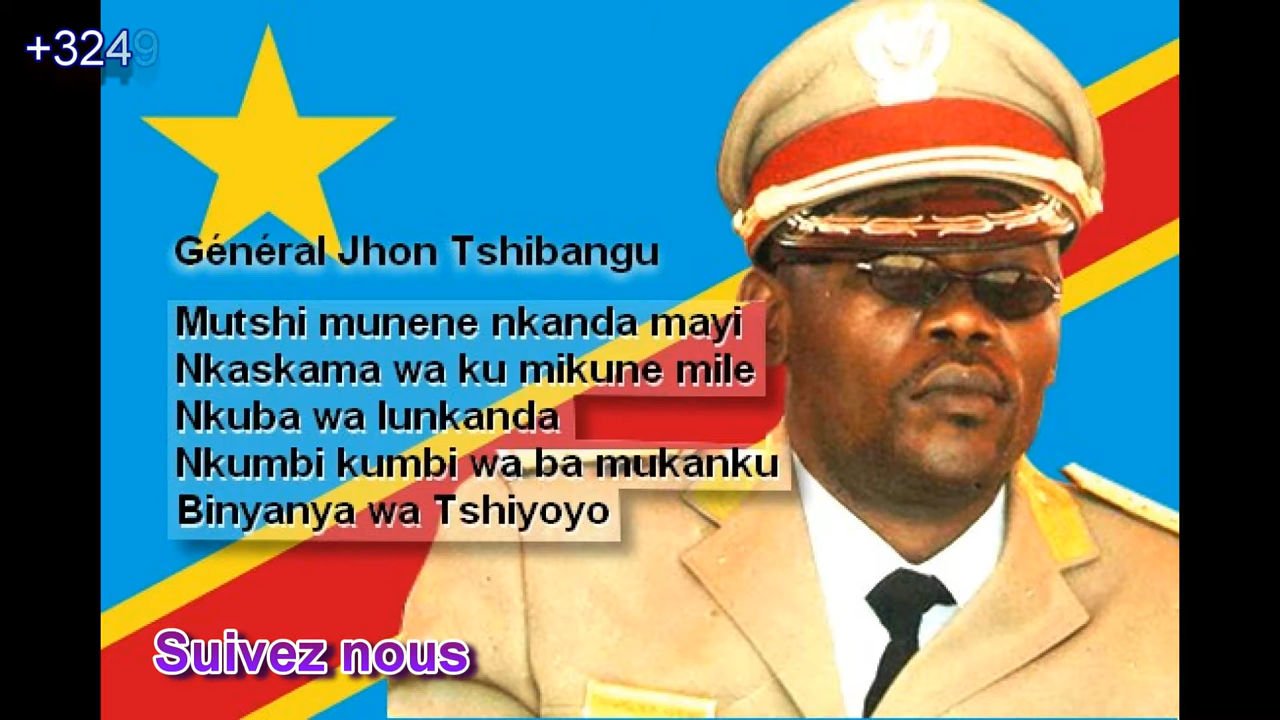 +3249
Général Jhon Tshibangu
Mutshi munene nkanda mayi
Nkaskama wa ku mikune mile
Nkuba wa lunkanda
Nkumbi kumbi wa ba mukanku
Binyanya wa Tshiyoyo
Suivez nous